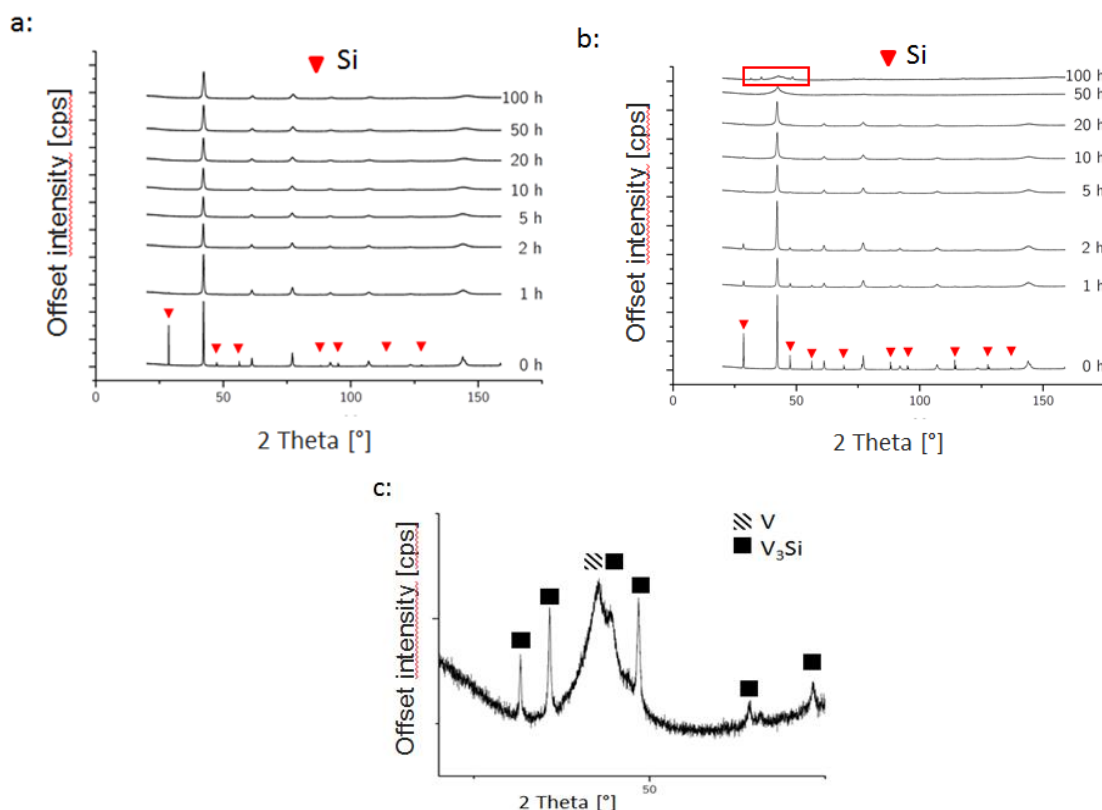 a:
Si
100 h
50 h
20 h
10 h
5 h
2 h
1 h
0 h
Offset intensity [cps]
0
50
100
150
2 Theta [°]
b:
Si
100 h
50 h
20 h
10 h
5 h
2 h
1 h
0 h
Offset intensity [cps]
0
50
100
150
2 Theta [°]
c:
V
V₃Si
Offset intensity [cps]
50
2 Theta [°]